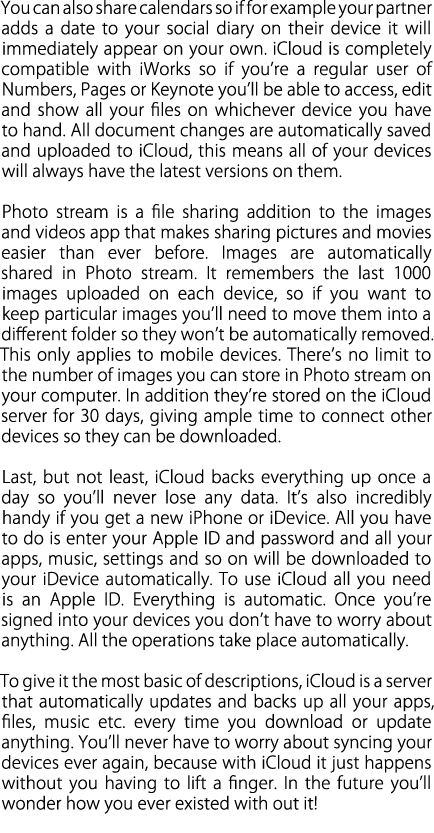 You can also share calendars so if for example your partner
adds a date to your social diary on their device it will
immediately appear on your own. iCloud is completely
compatible with iWorks so if you’re a regular user of
Numbers, Pages or Keynote you’ll be able to access, edit
and show all your files on whichever device you have
to hand. All document changes are automatically saved
and uploaded to iCloud, this means all of your devices
will always have the latest versions on them.

Photo stream is a file sharing addition to the images
and videos app that makes sharing pictures and movies
easier than ever before. Images are automatically
shared in Photo stream. It remembers the last 1000
images uploaded on each device, so if you want to
keep particular images you’ll need to move them into a
different folder so they won’t be automatically removed.
This only applies to mobile devices. There’s no limit to
the number of images you can store in Photo stream on
your computer. In addition they’re stored on the iCloud
server for 30 days, giving ample time to connect other
devices so they can be downloaded.

Last, but not least, iCloud backs everything up once a
day so you’ll never lose any data. It’s also incredibly
handy if you get a new iPhone or iDevice. All you have
to do is enter your Apple ID and password and all your
apps, music, settings and so on will be downloaded to
your iDevice automatically. To use iCloud all you need
is an Apple ID. Everything is automatic. Once you’re
signed into your devices you don’t have to worry about
anything. All the operations take place automatically.

To give it the most basic of descriptions, iCloud is a server
that automatically updates and backs up all your apps,
files, music etc. every time you download or update
anything. You’ll never have to worry about syncing your
devices ever again, because with iCloud it just happens
without you having to lift a finger. In the future you’ll
wonder how you ever existed with out it!